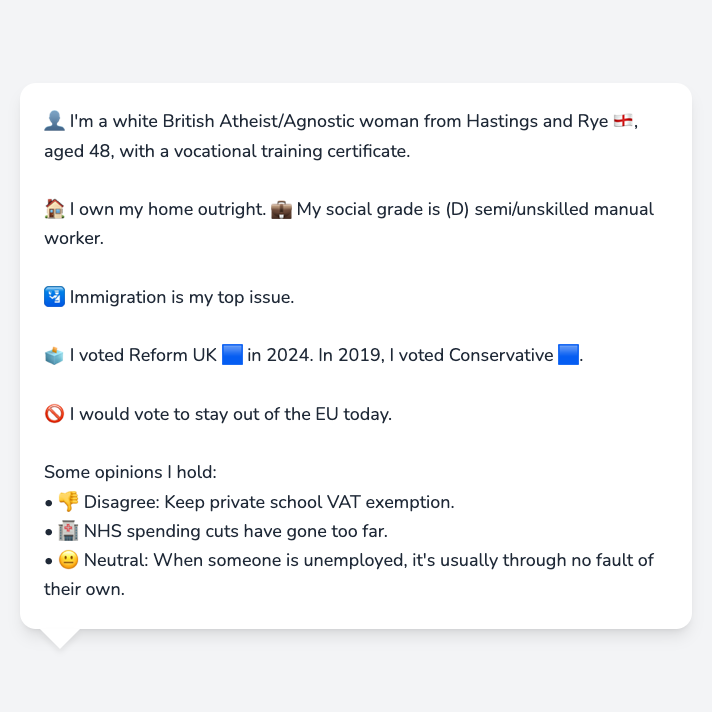 👤 I'm a white British Atheist/Agnostic woman from Hastings and Rye 🏴󠁧󠁢󠁥󠁮󠁧󠁿,
aged 48, with a vocational training certificate.
🏠 I own my home outright. 💼 My social grade is (D) semi/unskilled manual
worker.
🛂 Immigration is my top issue.
🗳️ I voted Reform UK 🟦 in 2024. In 2019, I voted Conservative 🟦.
🚫 I would vote to stay out of the EU today.
Some opinions I hold:
• 👎 Disagree: Keep private school VAT exemption.
• 🏥 NHS spending cuts have gone too far.
• 😐 Neutral: When someone is unemployed, it's usually through no fault of
their own.